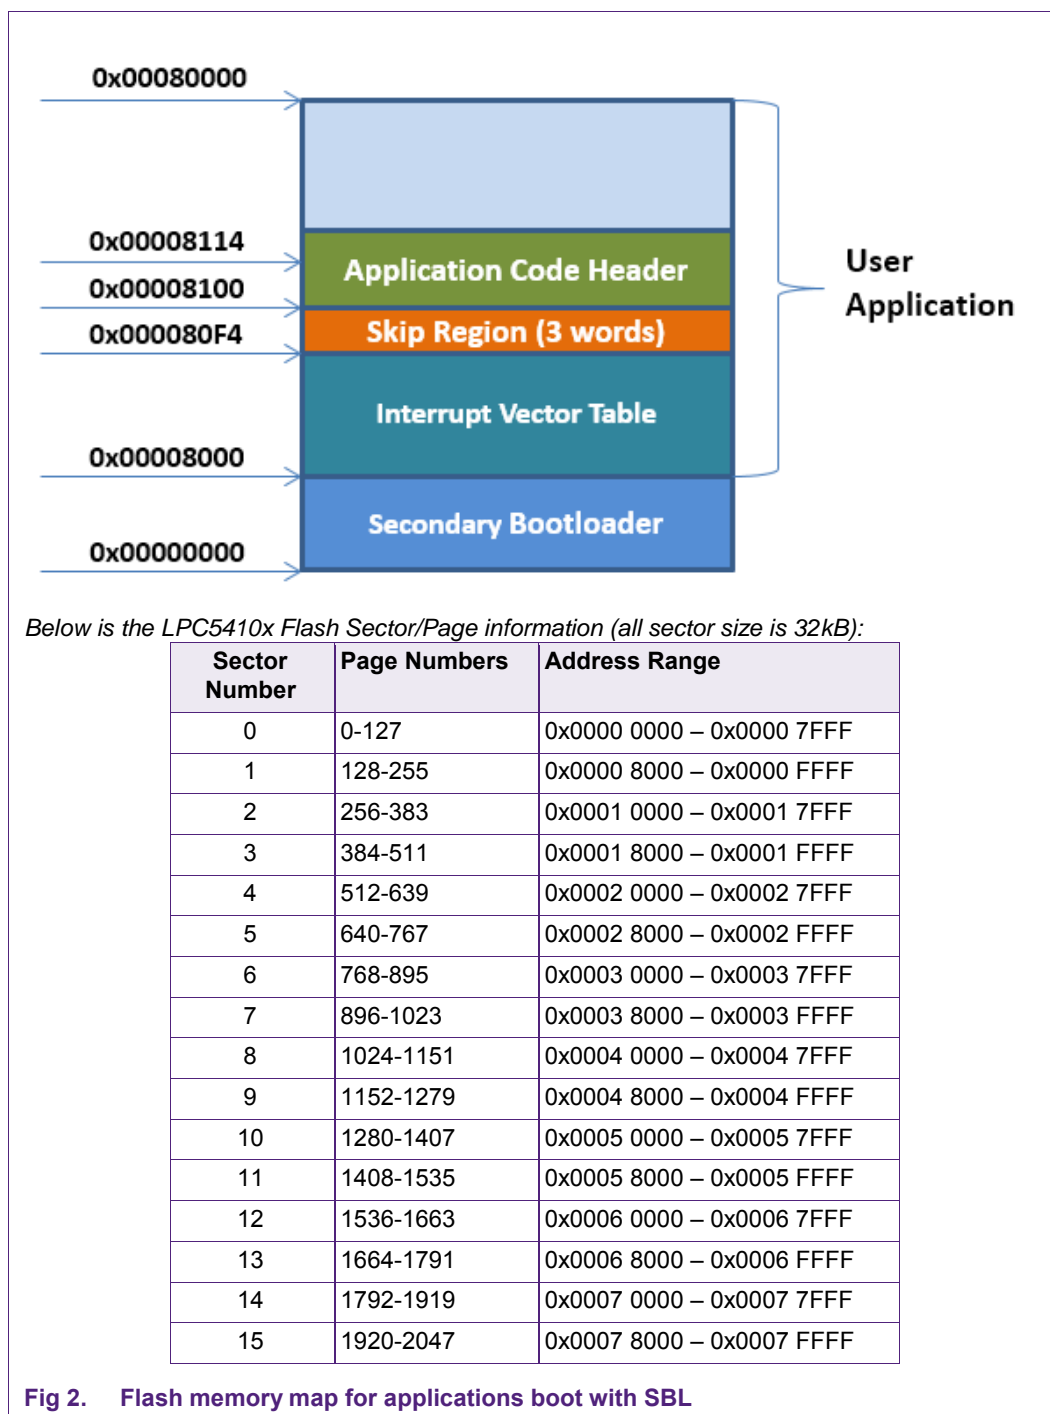 0x00080000
0x00008114
Application Code Header
0x00008100
Skip Region (3 words)
0x000080F4
Interrupt Vector Table
0x00008000
Secondary Bootloader
0x00000000
User
Application
Below is the LPC5410x Flash Sector/Page information (all sector size is 32kB):
Sector Number Page Numbers Address Range
0 0-127 0x0000 0000 – 0x0000 7FFF
1 128-255 0x0000 8000 – 0x0000 FFFF
2 256-383 0x0001 0000 – 0x0001 7FFF
3 384-511 0x0001 8000 – 0x0001 FFFF
4 512-639 0x0002 0000 – 0x0002 7FFF
5 640-767 0x0002 8000 – 0x0002 FFFF
6 768-895 0x0003 0000 – 0x0003 7FFF
7 896-1023 0x0003 8000 – 0x0003 FFFF
8 1024-1151 0x0004 0000 – 0x0004 7FFF
9 1152-1279 0x0004 8000 – 0x0004 FFFF
10 1280-1407 0x0005 0000 – 0x0005 7FFF
11 1408-1535 0x0005 8000 – 0x0005 FFFF
12 1536-1663 0x0006 0000 – 0x0006 7FFF
13 1664-1791 0x0006 8000 – 0x0006 FFFF
14 1792-1919 0x0007 0000 – 0x0007 7FFF
15 1920-2047 0x0007 8000 – 0x0007 FFFF
Fig 2. Flash memory map for applications boot with SBL